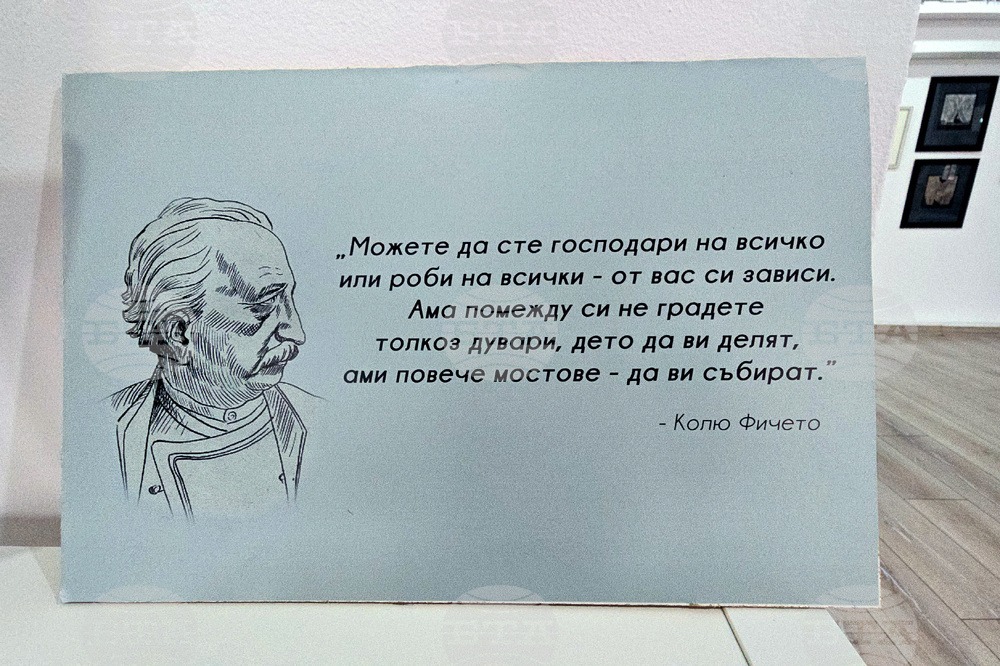 „Можете да сте господари на всичко
или роби на всички - от вас си зависи.
Ама помежду си не градете
толкоз дувари, дето да ви делят,
ами повече мостове - да ви събират.”
- Колю Фичето
БТА